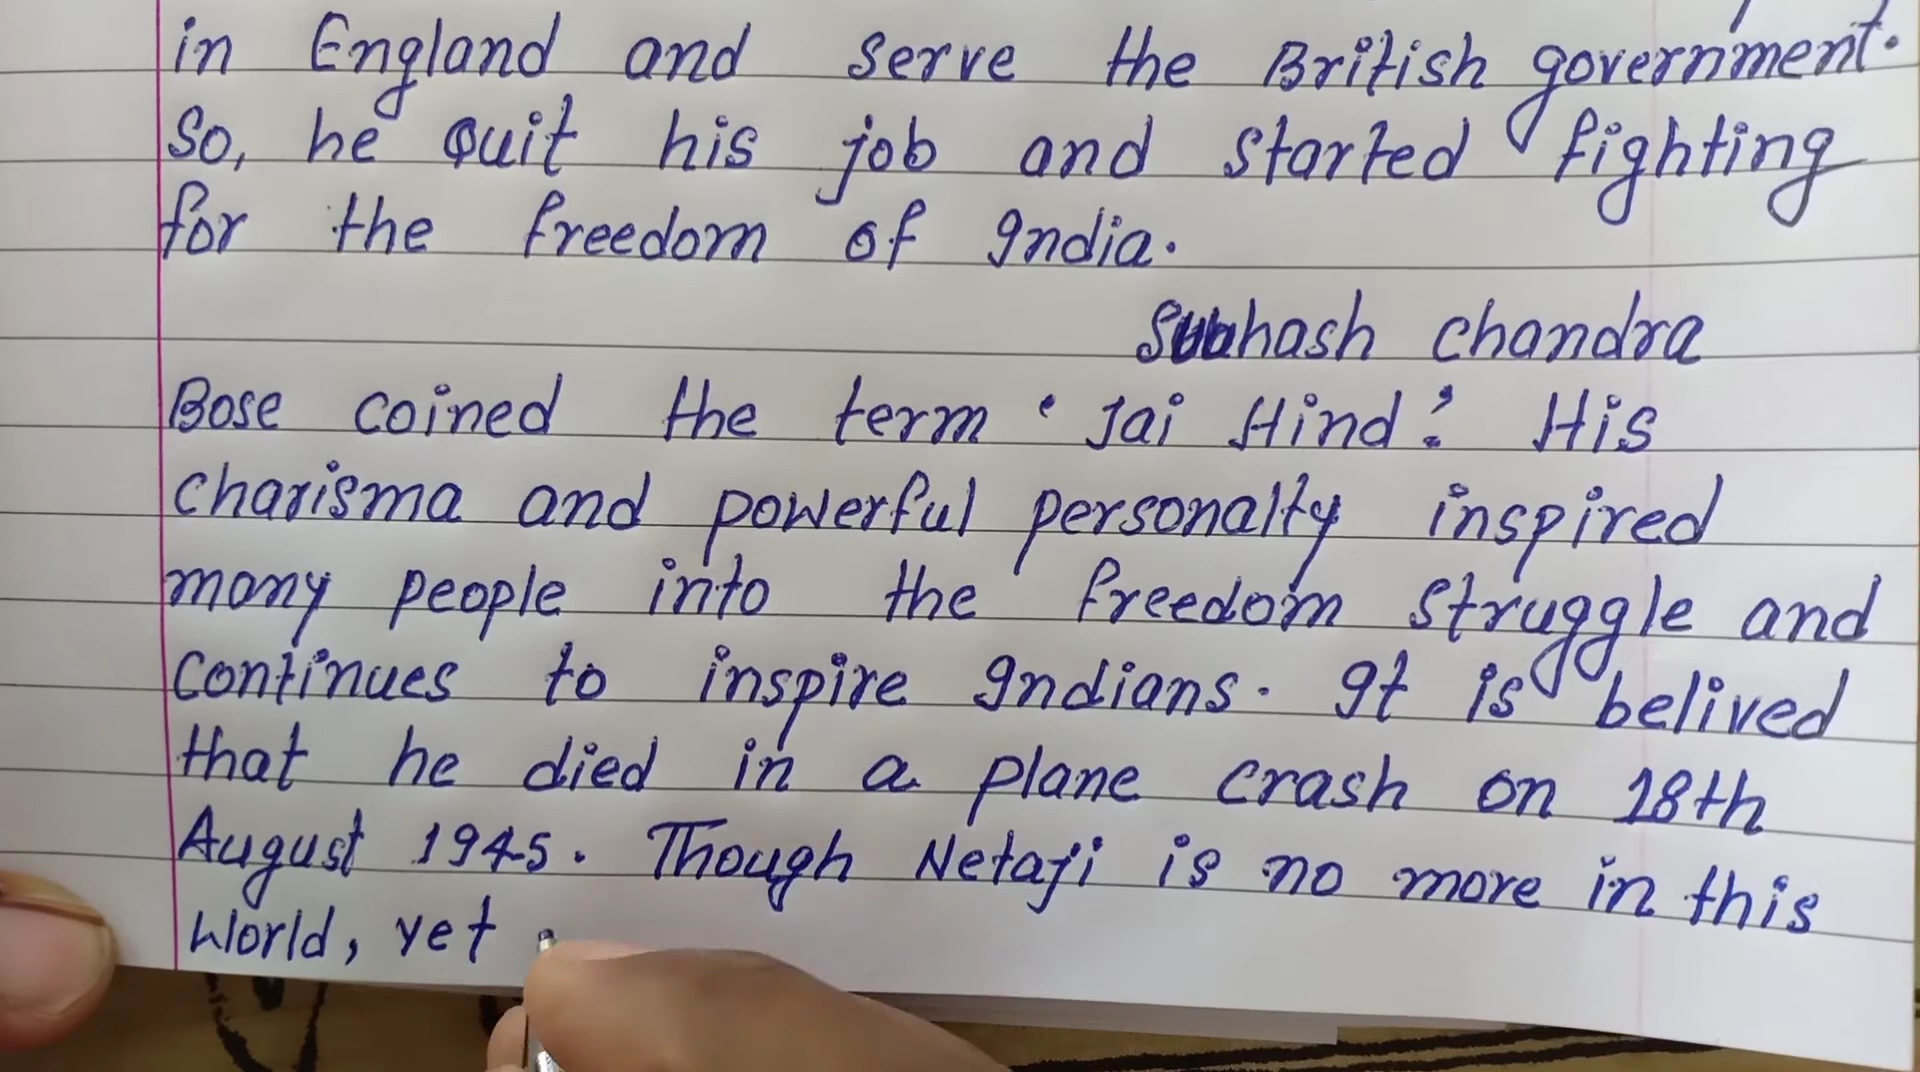 in England and serve the British government.
So, he quit his job and started fighting
for the freedom of India.
Subhash chandra
Bose coined the term 'Jai Hind'. His
charisma and powerful personalty inspired
many people into the freedom struggle and
continues to inspire Indians. It is belived
that he died in a plane crash on 18th
August 1945. Though Netaji is no more in this
world, yet